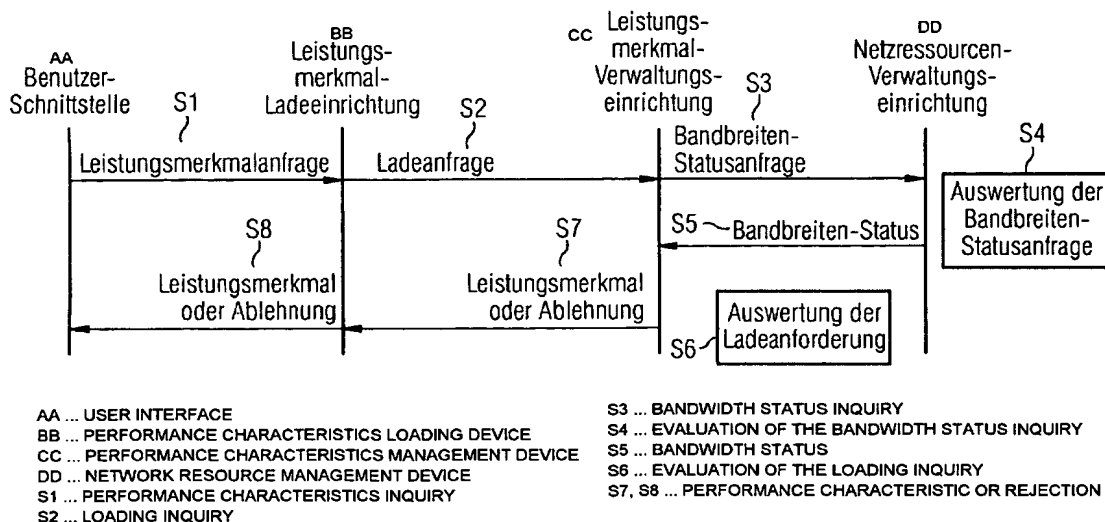 AA
Benutzer-
Schnittstelle
BB
Leistungs-
merkmal-
Ladeeinrichtung
CC
Leistungs-
merkmal-
Verwaltungs-
einrichtung
DD
Netzressourcen-
Verwaltungs-
einrichtung
S1
Leistungsmerkmalanfrage
S2
Ladeanfrage
S3
Bandbreiten-
Statusanfrage
S4
Auswertung der
Bandbreiten-
Statusanfrage
S5
Bandbreiten-Status
S8
Leistungsmerkmal
oder Ablehnung
S7
Leistungsmerkmal
oder Ablehnung
S6
Auswertung der
Ladeanforderung
AA ... USER INTERFACE
BB ... PERFORMANCE CHARACTERISTICS LOADING DEVICE
CC ... PERFORMANCE CHARACTERISTICS MANAGEMENT DEVICE
DD ... NETWORK RESOURCE MANAGEMENT DEVICE
S1 ... PERFORMANCE CHARACTERISTICS INQUIRY
S2 ... LOADING INQUIRY
S3 ... BANDWIDTH STATUS INQUIRY
S4 ... EVALUATION OF THE BANDWIDTH STATUS INQUIRY
S5 ... BANDWIDTH STATUS
S6 ... EVALUATION OF THE LOADING INQUIRY
S7, S8 ... PERFORMANCE CHARACTERISTIC OR REJECTION